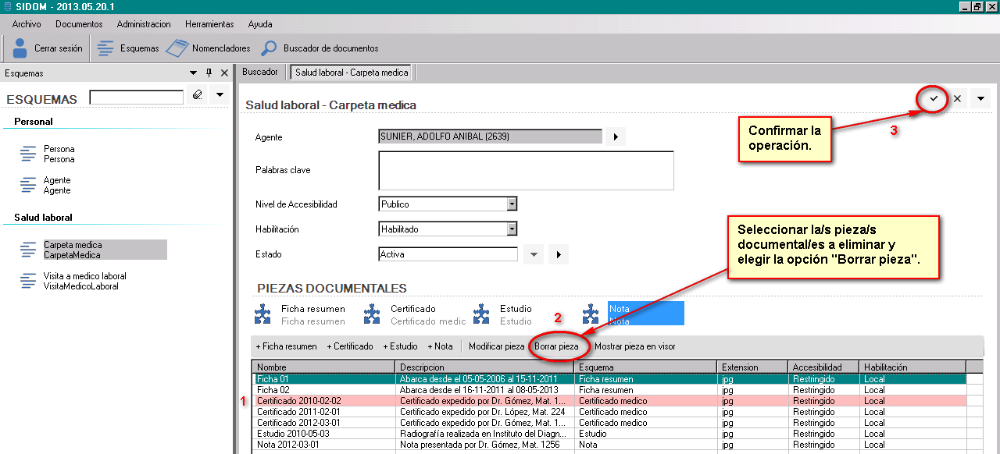 SIDOM - 2013.05.20.1
Archivo Documentos Administracion Herramientas Ayuda
Cerrar sesión Esquemas Nomencladores Buscador de documentos
Esquemas
Buscador Salud laboral - Carpeta medica
ESQUEMAS
Personal
Persona
Persona
Agente
Agente
Salud laboral
Carpeta medica
CarpetaMedica
Visita a medico laboral
VisitaMedicoLaboral
Salud laboral - Carpeta medica
Agente SUNIER, ADOLFO ANIBAL (2639)
Palabras clave
Nivel de Accesibilidad Publico
Habilitación Habilitado
Estado Activa
3
Confirmar la
operación.
Seleccionar la/s pieza/s
documental/es a eliminar y
elegir la opción "Borrar pieza".
PIEZAS DOCUMENTALES
Ficha resumen Certificado Estudio Nota
Ficha resumen Certificado medic Estudio Nota
2
+ Ficha resumen + Certificado + Estudio + Nota Modificar pieza Borrar pieza Mostrar pieza en visor
Nombre Descripcion Esquema Extension Accesibilidad Habilitación
Ficha 01 Abarca desde el 05-05-2006 al 15-11-2011 Ficha resumen jpg Restringido Local
Ficha 02 Abarca desde el 16-11-2011 al 08-05-2013 Ficha resumen jpg Restringido Local
1
Certificado 2010-02-02 Certificado expedido por Dr. Gómez, Mat. 1... Certificado medico jpg Restringido Local
Certificado 2011-02-01 Certificado expedido por Dr. López, Mat. 224 Certificado medico jpg Restringido Local
Certificado 2012-03-01 Certificado expedido por Dr. Gómez, Mat. 1... Certificado medico jpg Restringido Local
Estudio 2010-05-03 Radiografía realizada en Instituto del Diagn... Estudio jpg Restringido Local
Nota 2012-03-01 Nota presentada por Dr. Gómez, Mat. 1256 Nota jpg Restringido Local